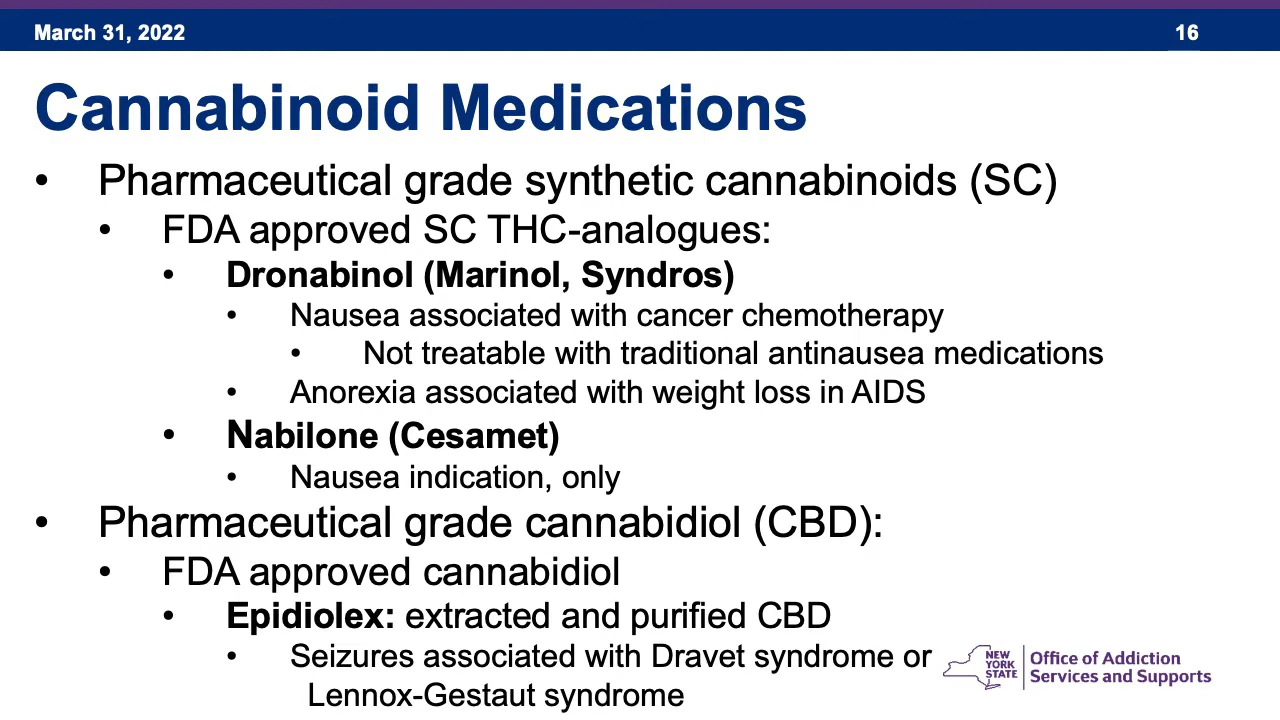 March 31, 2022
16
Cannabinoid Medications
• Pharmaceutical grade synthetic cannabinoids (SC)
• FDA approved SC THC-analogues:
• Dronabinol (Marinol, Syndros)
• Nausea associated with cancer chemotherapy
• Not treatable with traditional antinausea medications
• Anorexia associated with weight loss in AIDS
• Nabilone (Cesamet)
• Nausea indication, only
• Pharmaceutical grade cannabidiol (CBD):
• FDA approved cannabidiol
• Epidiolex: extracted and purified CBD
• Seizures associated with Dravet syndrome or
Lennox-Gestaut syndrome
NEW
YORK
STATE
Office of Addiction
Services and Supports